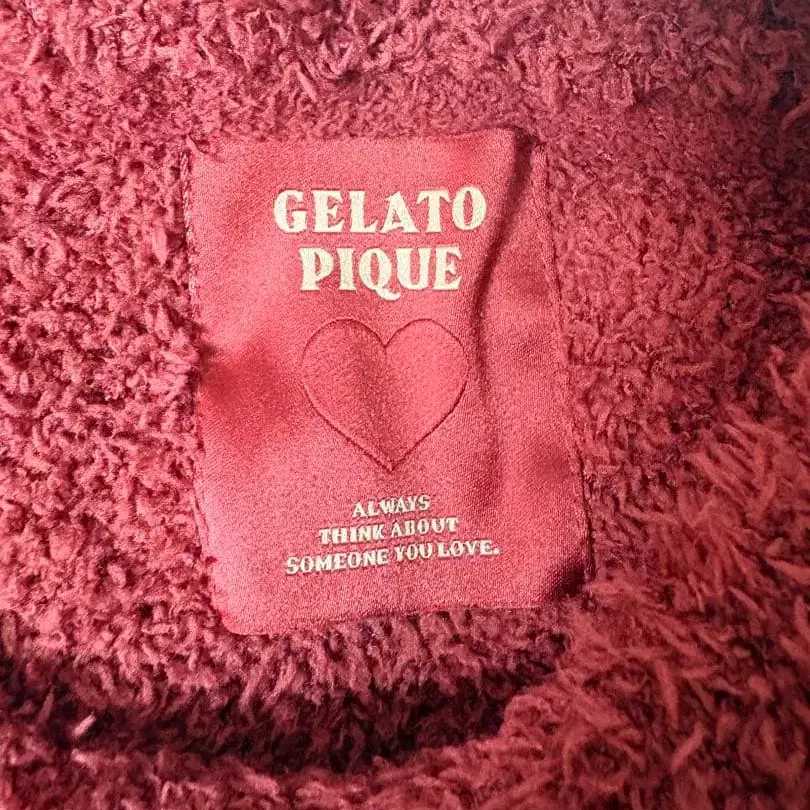 GELATO
PIQUE
ALWAYS
THINK ABOUT
SOMEONE YOU LOVE.